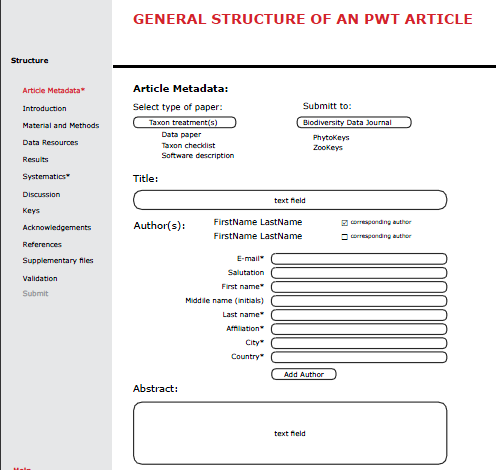 GENERAL STRUCTURE OF AN PWT ARTICLE
Structure
Article Metadata*
Introduction
Material and Methods
Data Resources
Results
Systematics*
Discussion
Keys
Acknowledgements
References
Supplementary files
Validation
Submit
Help
Article Metadata:
Select type of paper:
Taxon treatment(s)
Data paper
Taxon checklist
Software description
Submitt to:
Biodiversity Data Journal
PhytoKeys
ZooKeys
Title:
text field
Author(s):
FirstName LastName
corresponding author
FirstName LastName
corresponding author
E-mail*
Salutation
First name*
Middile name (initials)
Last name*
Affiliation*
City*
Country*
Add Author
Abstract:
text field